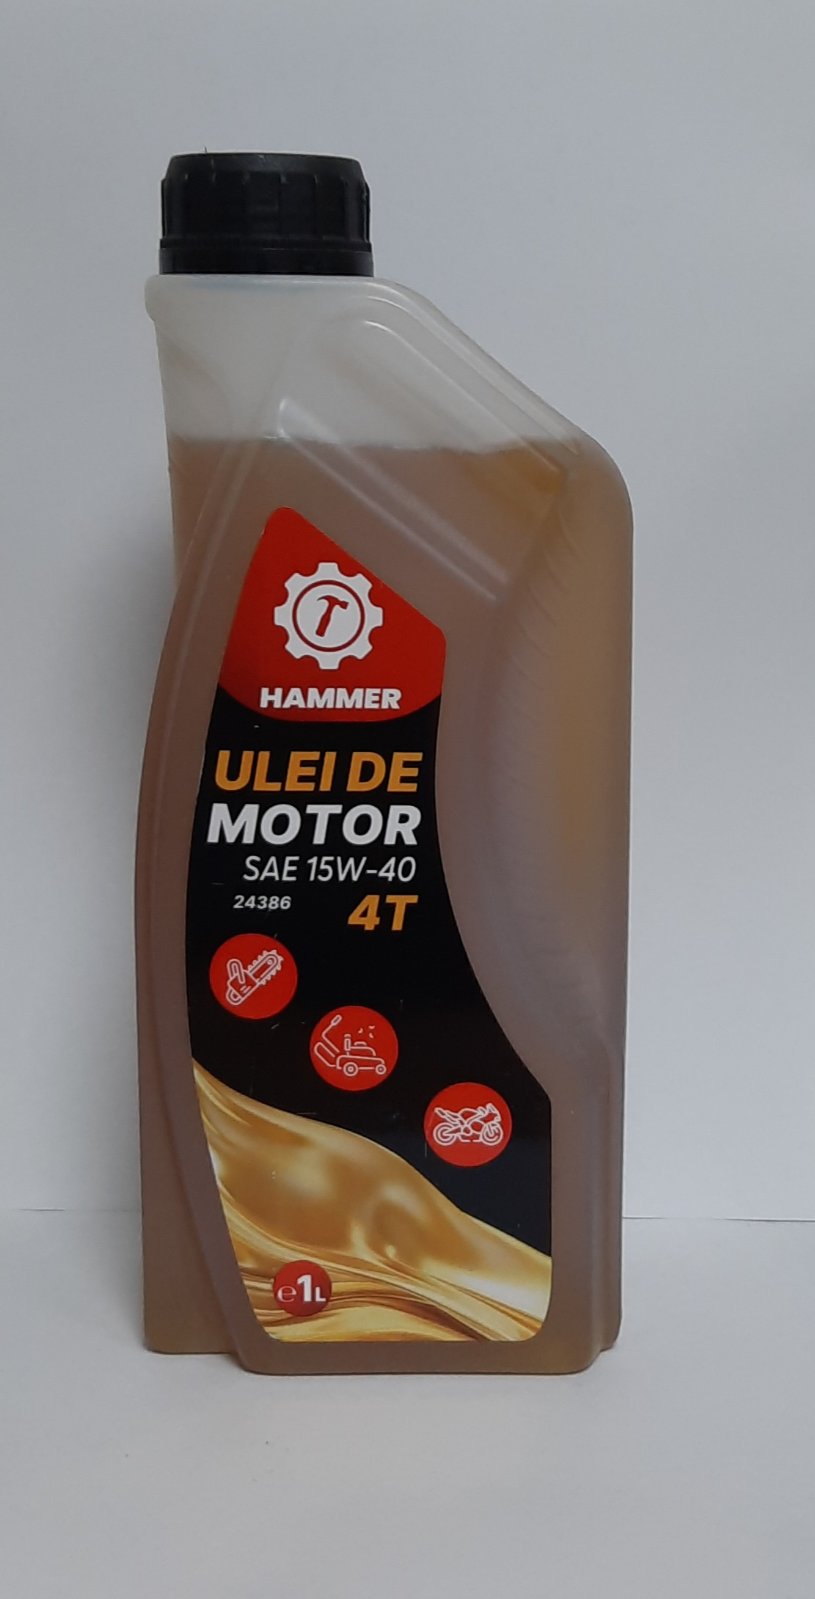 HAMMER
ULEI DE
MOTOR
SAE 15W-40
24386
4T
e1L